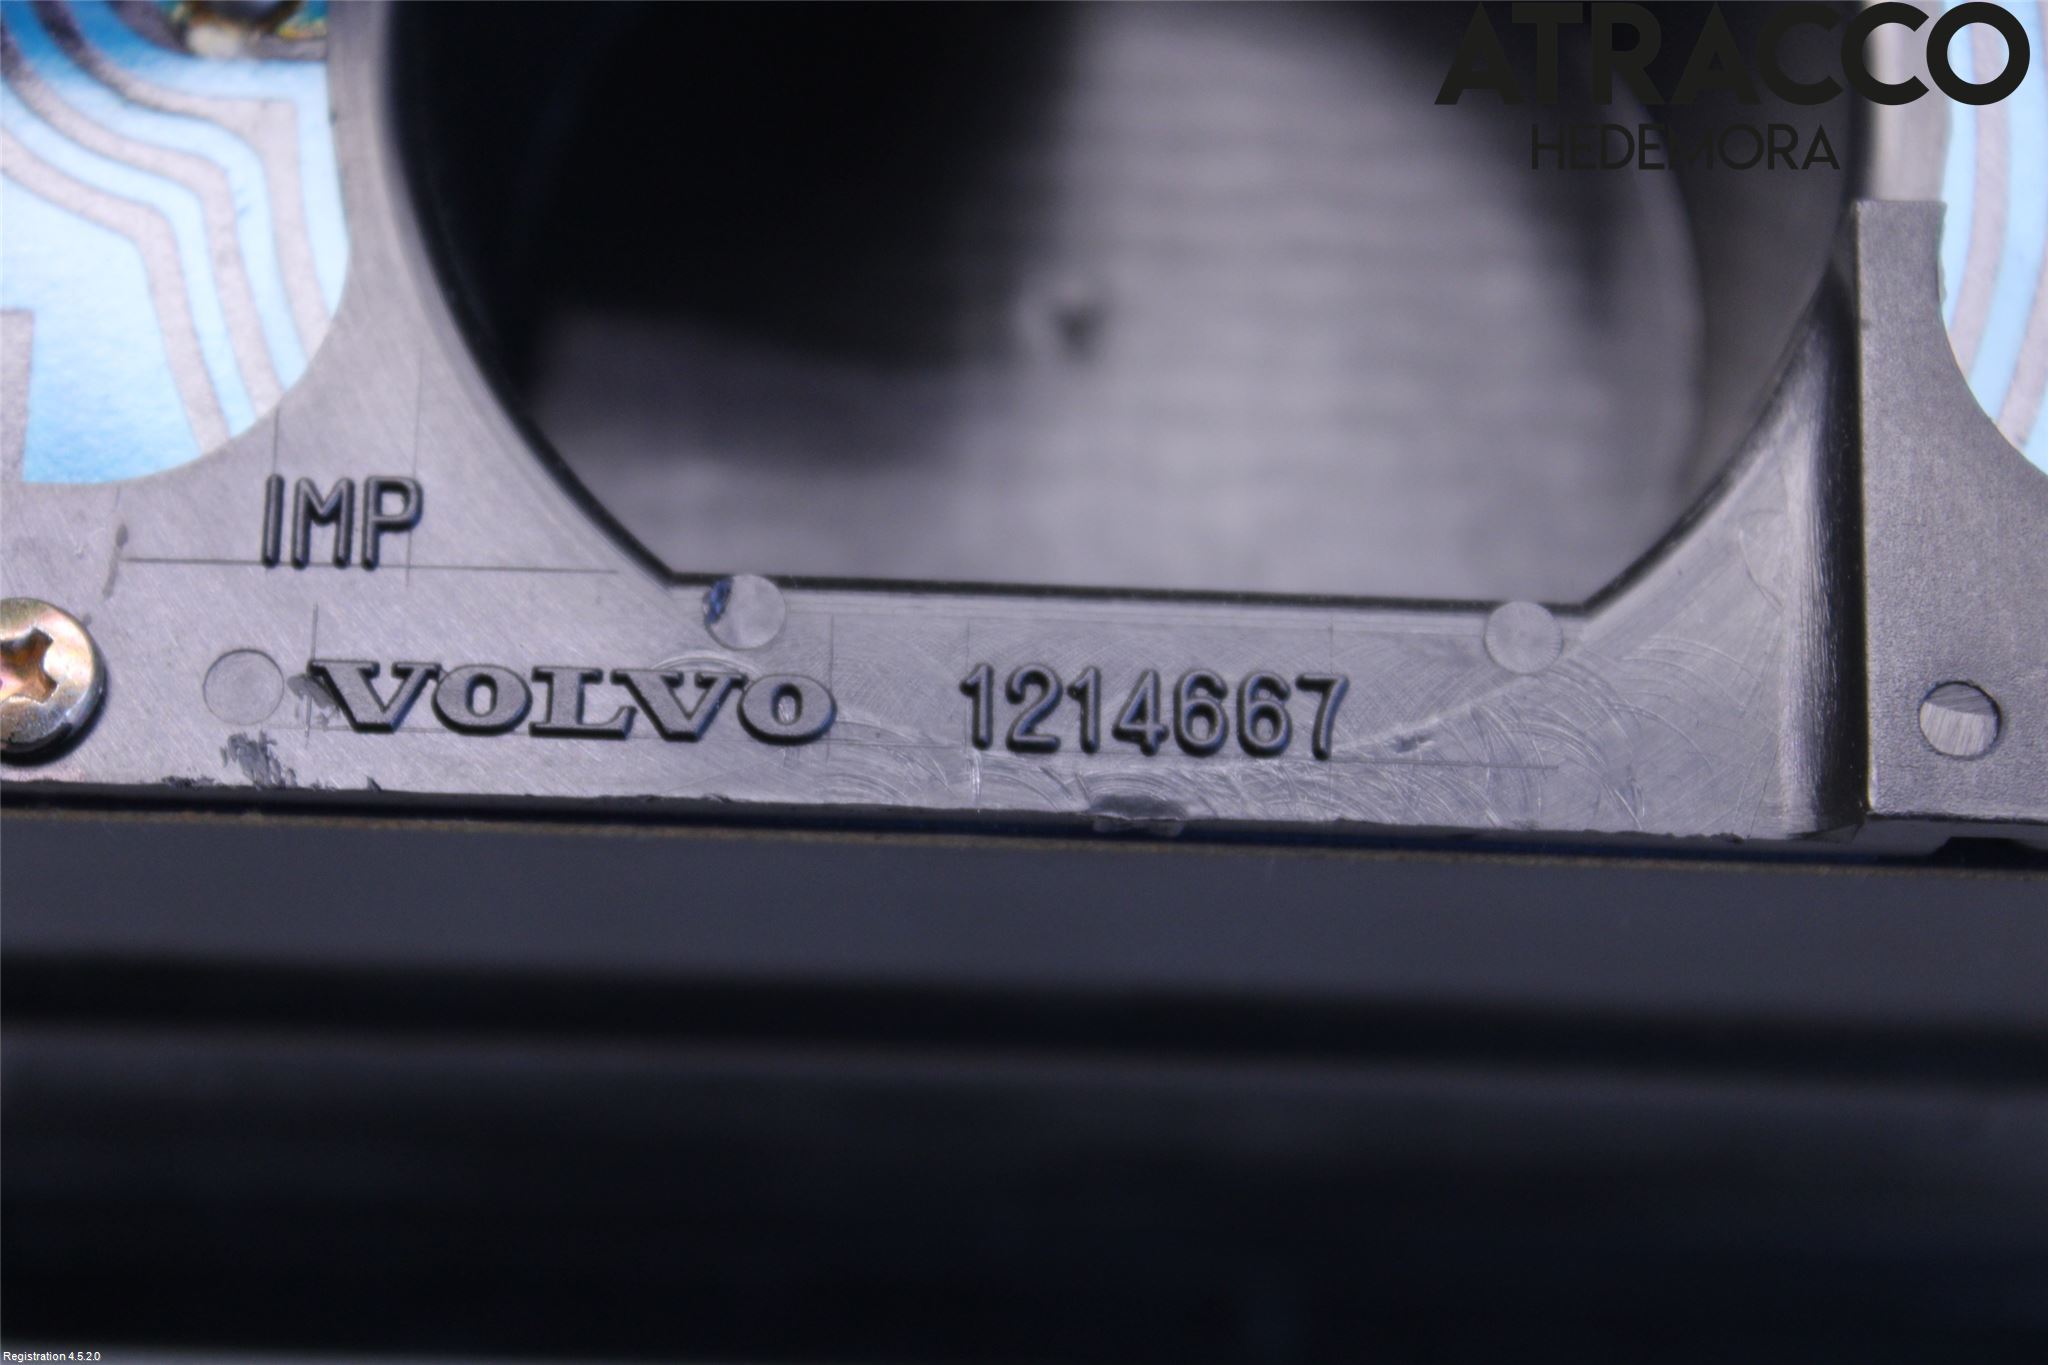 ATRACCO
HEDEMORA
IMP
VOLVO 1214667
Registration 4.5.2.0